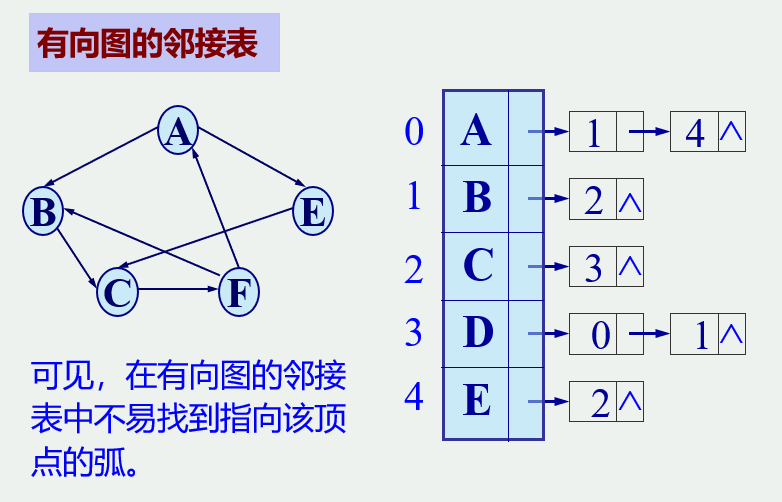 有向图的邻接表
A
B
E
C
F
可见，在有向图的邻接
表中不易找到指向该顶
点的弧。
0 A 1 4 ∧
1 B 2 ∧
2 C 3 ∧
3 D 0 1 ∧
4 E 2 ∧